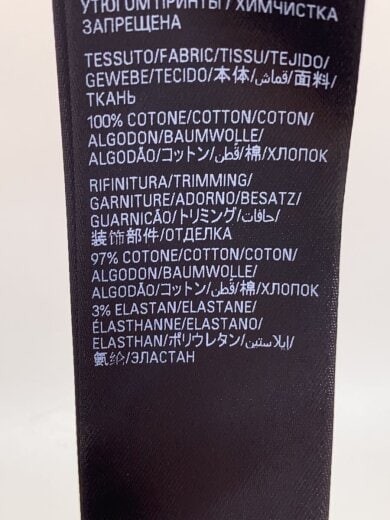 УТЮГОМ ПРИНТЫ / ХИМЧИСТКА
ЗАПРЕЩЕНА
TESSUTO/FABRIC/TISSU/TEJIDO/
GEWEBE/TECIDO/本体/قماش/面料/
ТКАНЬ
100% COTONE/COTTON/COTON/
ALGODON/BAUMWOLLE/
ALGODÃO/コットン/قطن/棉/ХЛОПОК
RIFINITURA/TRIMMING/
GARNITURE/ADORNO/BESATZ/
GUARNICÃO/トリミング/حافات/
装饰部件/ОТДЕЛКА
97% COTONE/COTTON/COTON/
ALGODON/BAUMWOLLE/
ALGODÃO/コットン/قطن/棉/ХЛОПОК
3% ELASTAN/ELASTANE/
ÉLASTHANNE/ELASTANO/
ELASTHAN/ポリウレタン/إيلاستين/
氨纶/ЭЛАСТАН